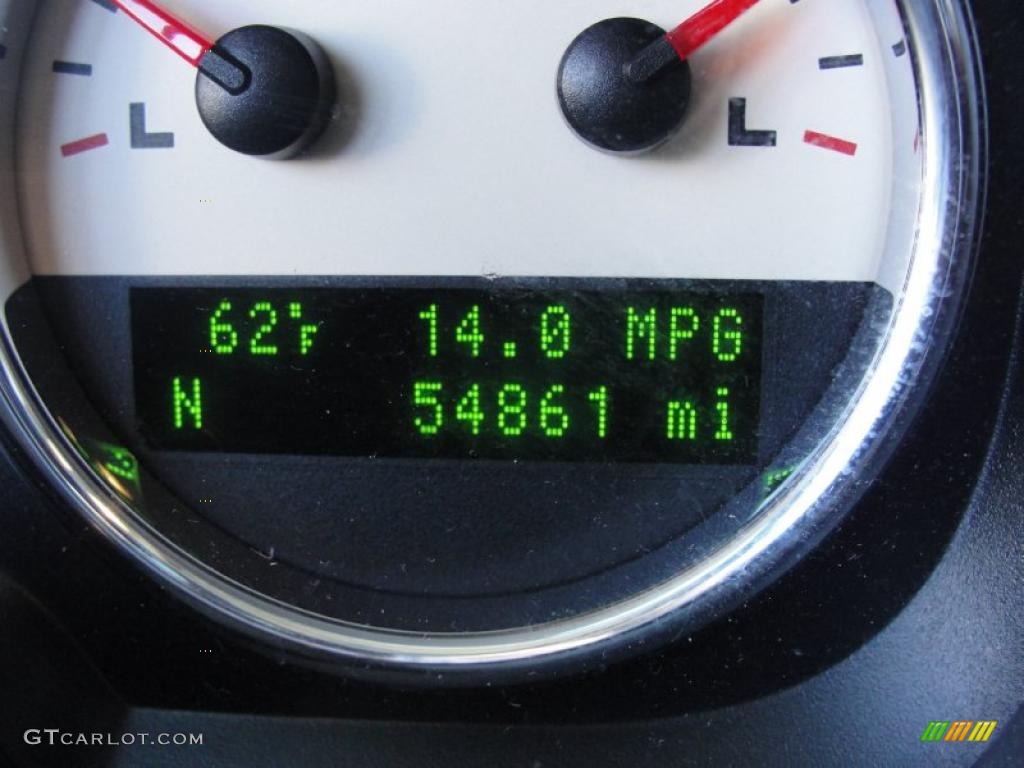 L L
62°F 14.0 MPG
N 54861 mi
GTCARLOT.COM